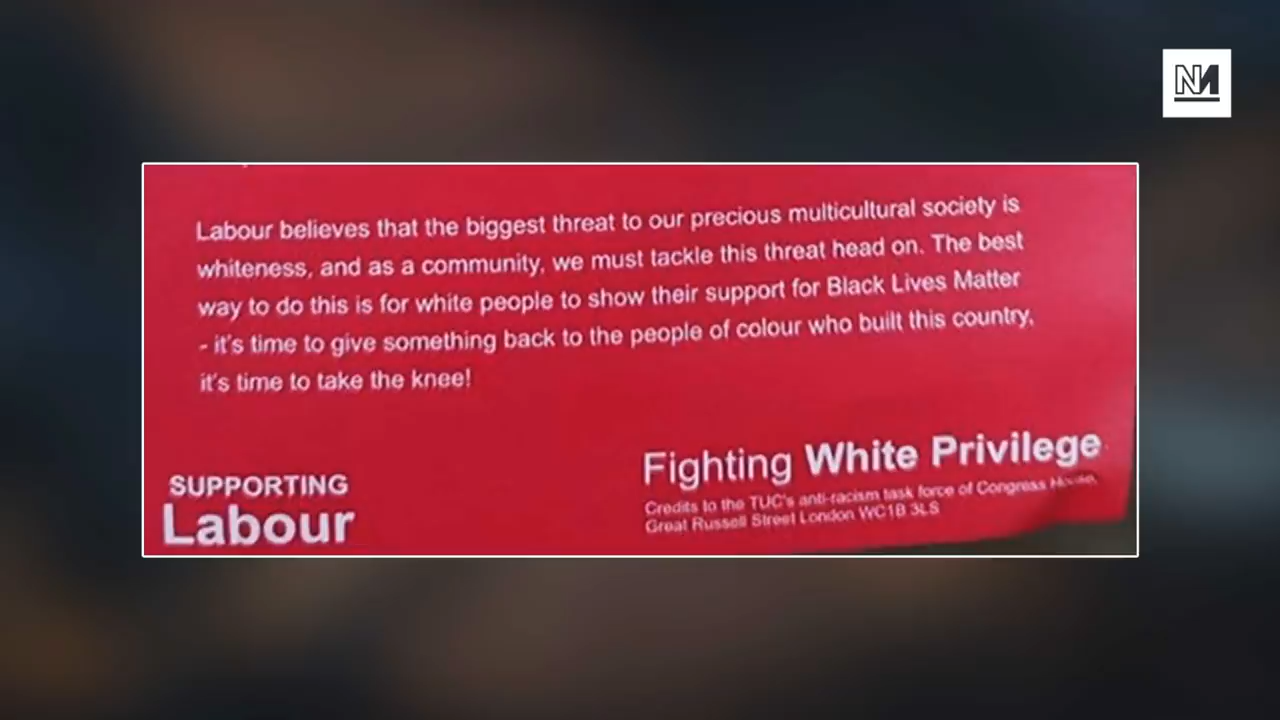 NM
Labour believes that the biggest threat to our precious multicultural society is
whiteness, and as a community, we must tackle this threat head on. The best
way to do this is for white people to show their support for Black Lives Matter
- it's time to give something back to the people of colour who built this country,
it's time to take the knee!
Fighting White Privilege
SUPPORTING
Labour
Credits to the TUC's anti-racism task force of Congress House,
Great Russell Street London WC1B 3LS